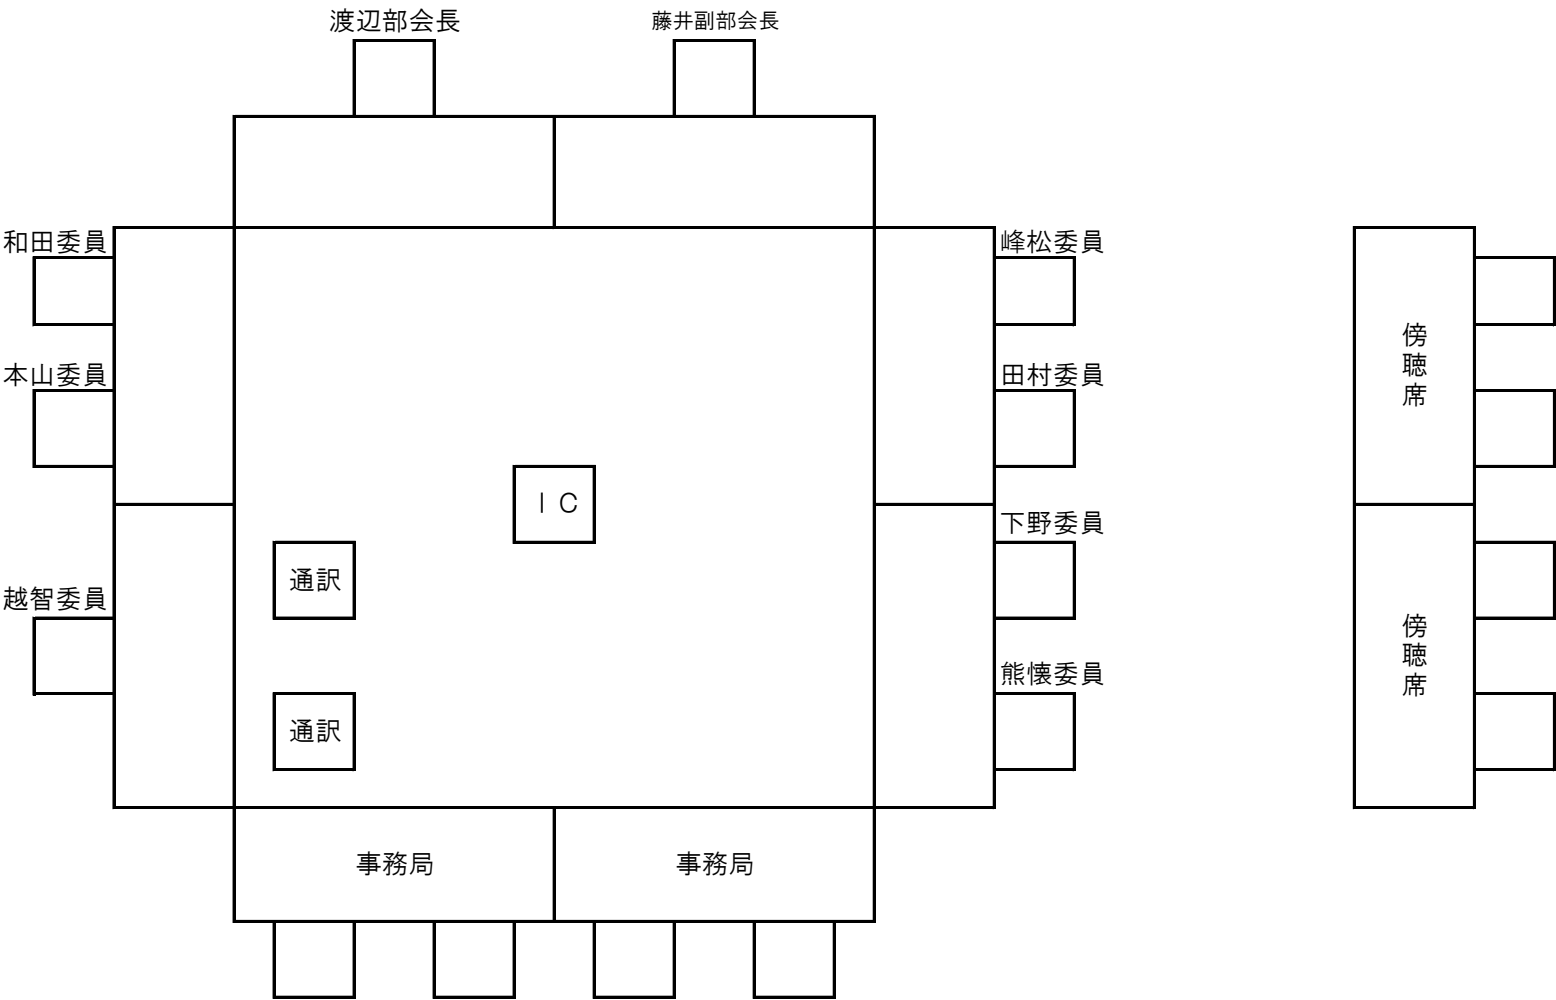 渡辺部会長
藤井副部会長
和田委員
峰松委員
本山委員
田村委員
傍聴席
ＩＣ
下野委員
通訳
越智委員
傍聴席
熊懐委員
通訳
事務局
事務局